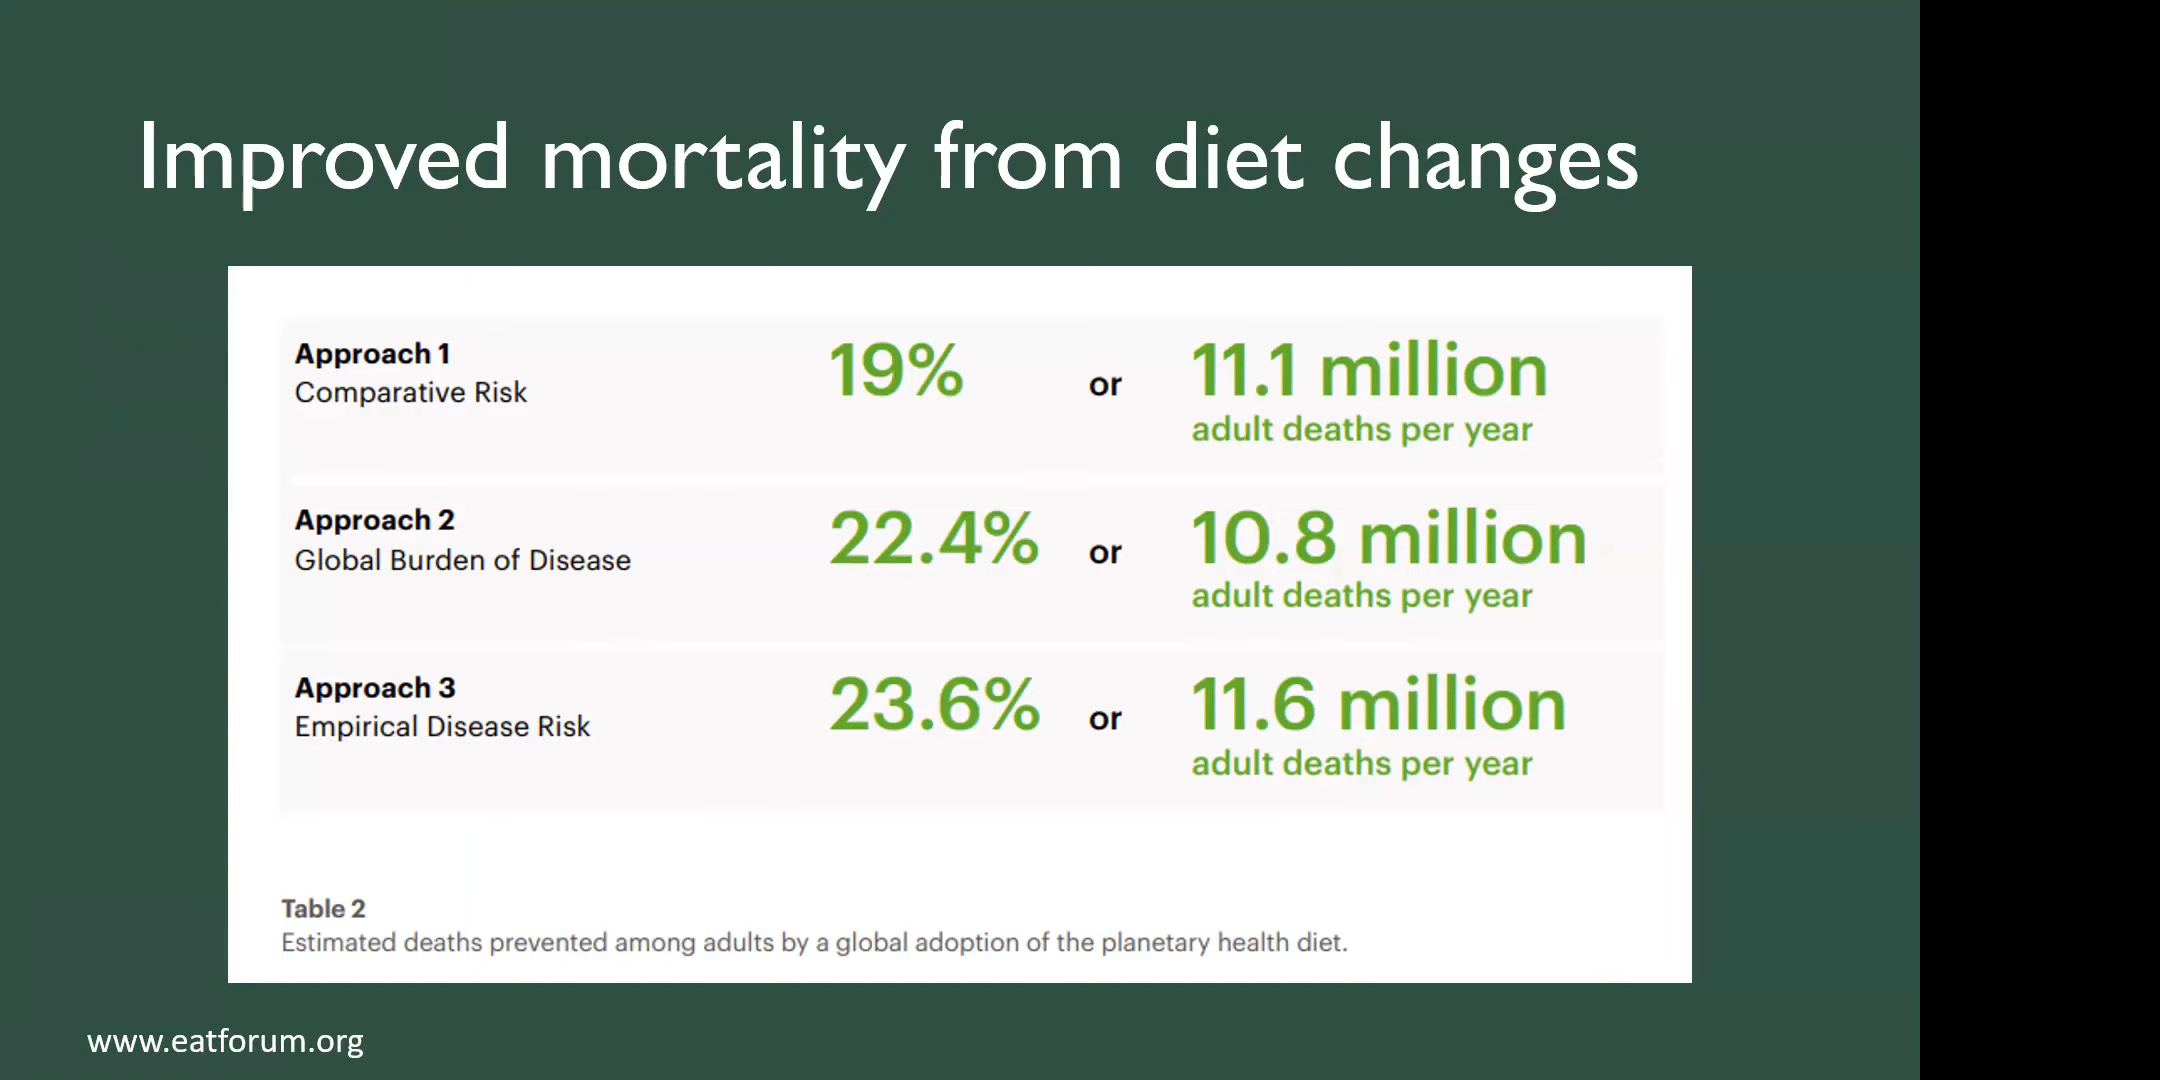 Improved mortality from diet changes
Approach 1
Comparative Risk
19%
or
11.1 million
adult deaths per year
Approach 2
Global Burden of Disease
22.4%
or
10.8 million
adult deaths per year
Approach 3
Empirical Disease Risk
23.6%
or
11.6 million
adult deaths per year
Table 2
Estimated deaths prevented among adults by a global adoption of the planetary health diet.
www.eatforum.org